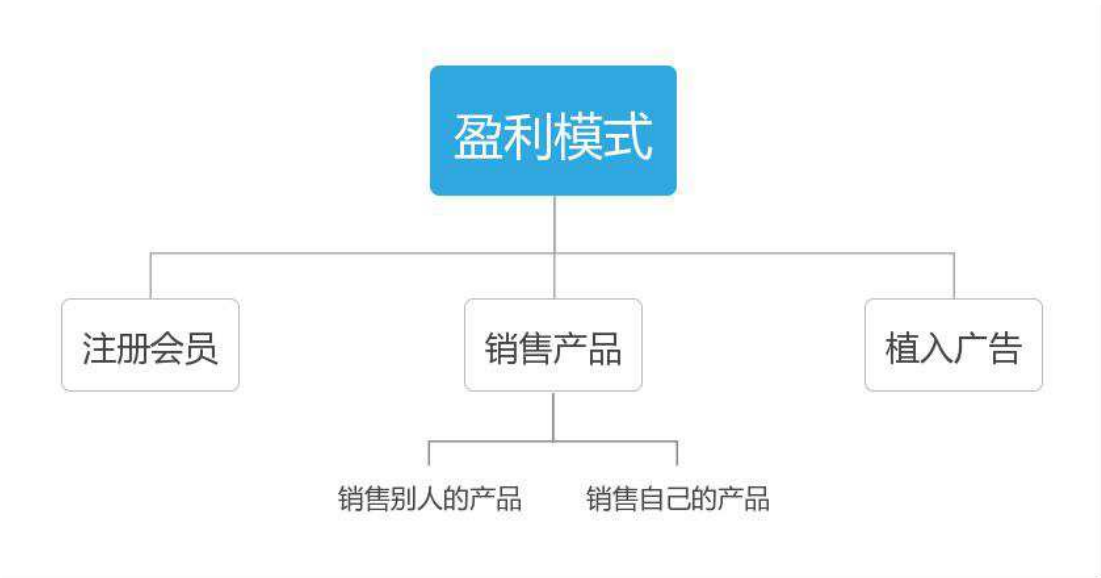 盈利模式
注册会员
销售产品
植入广告
销售别人的产品
销售自己的产品